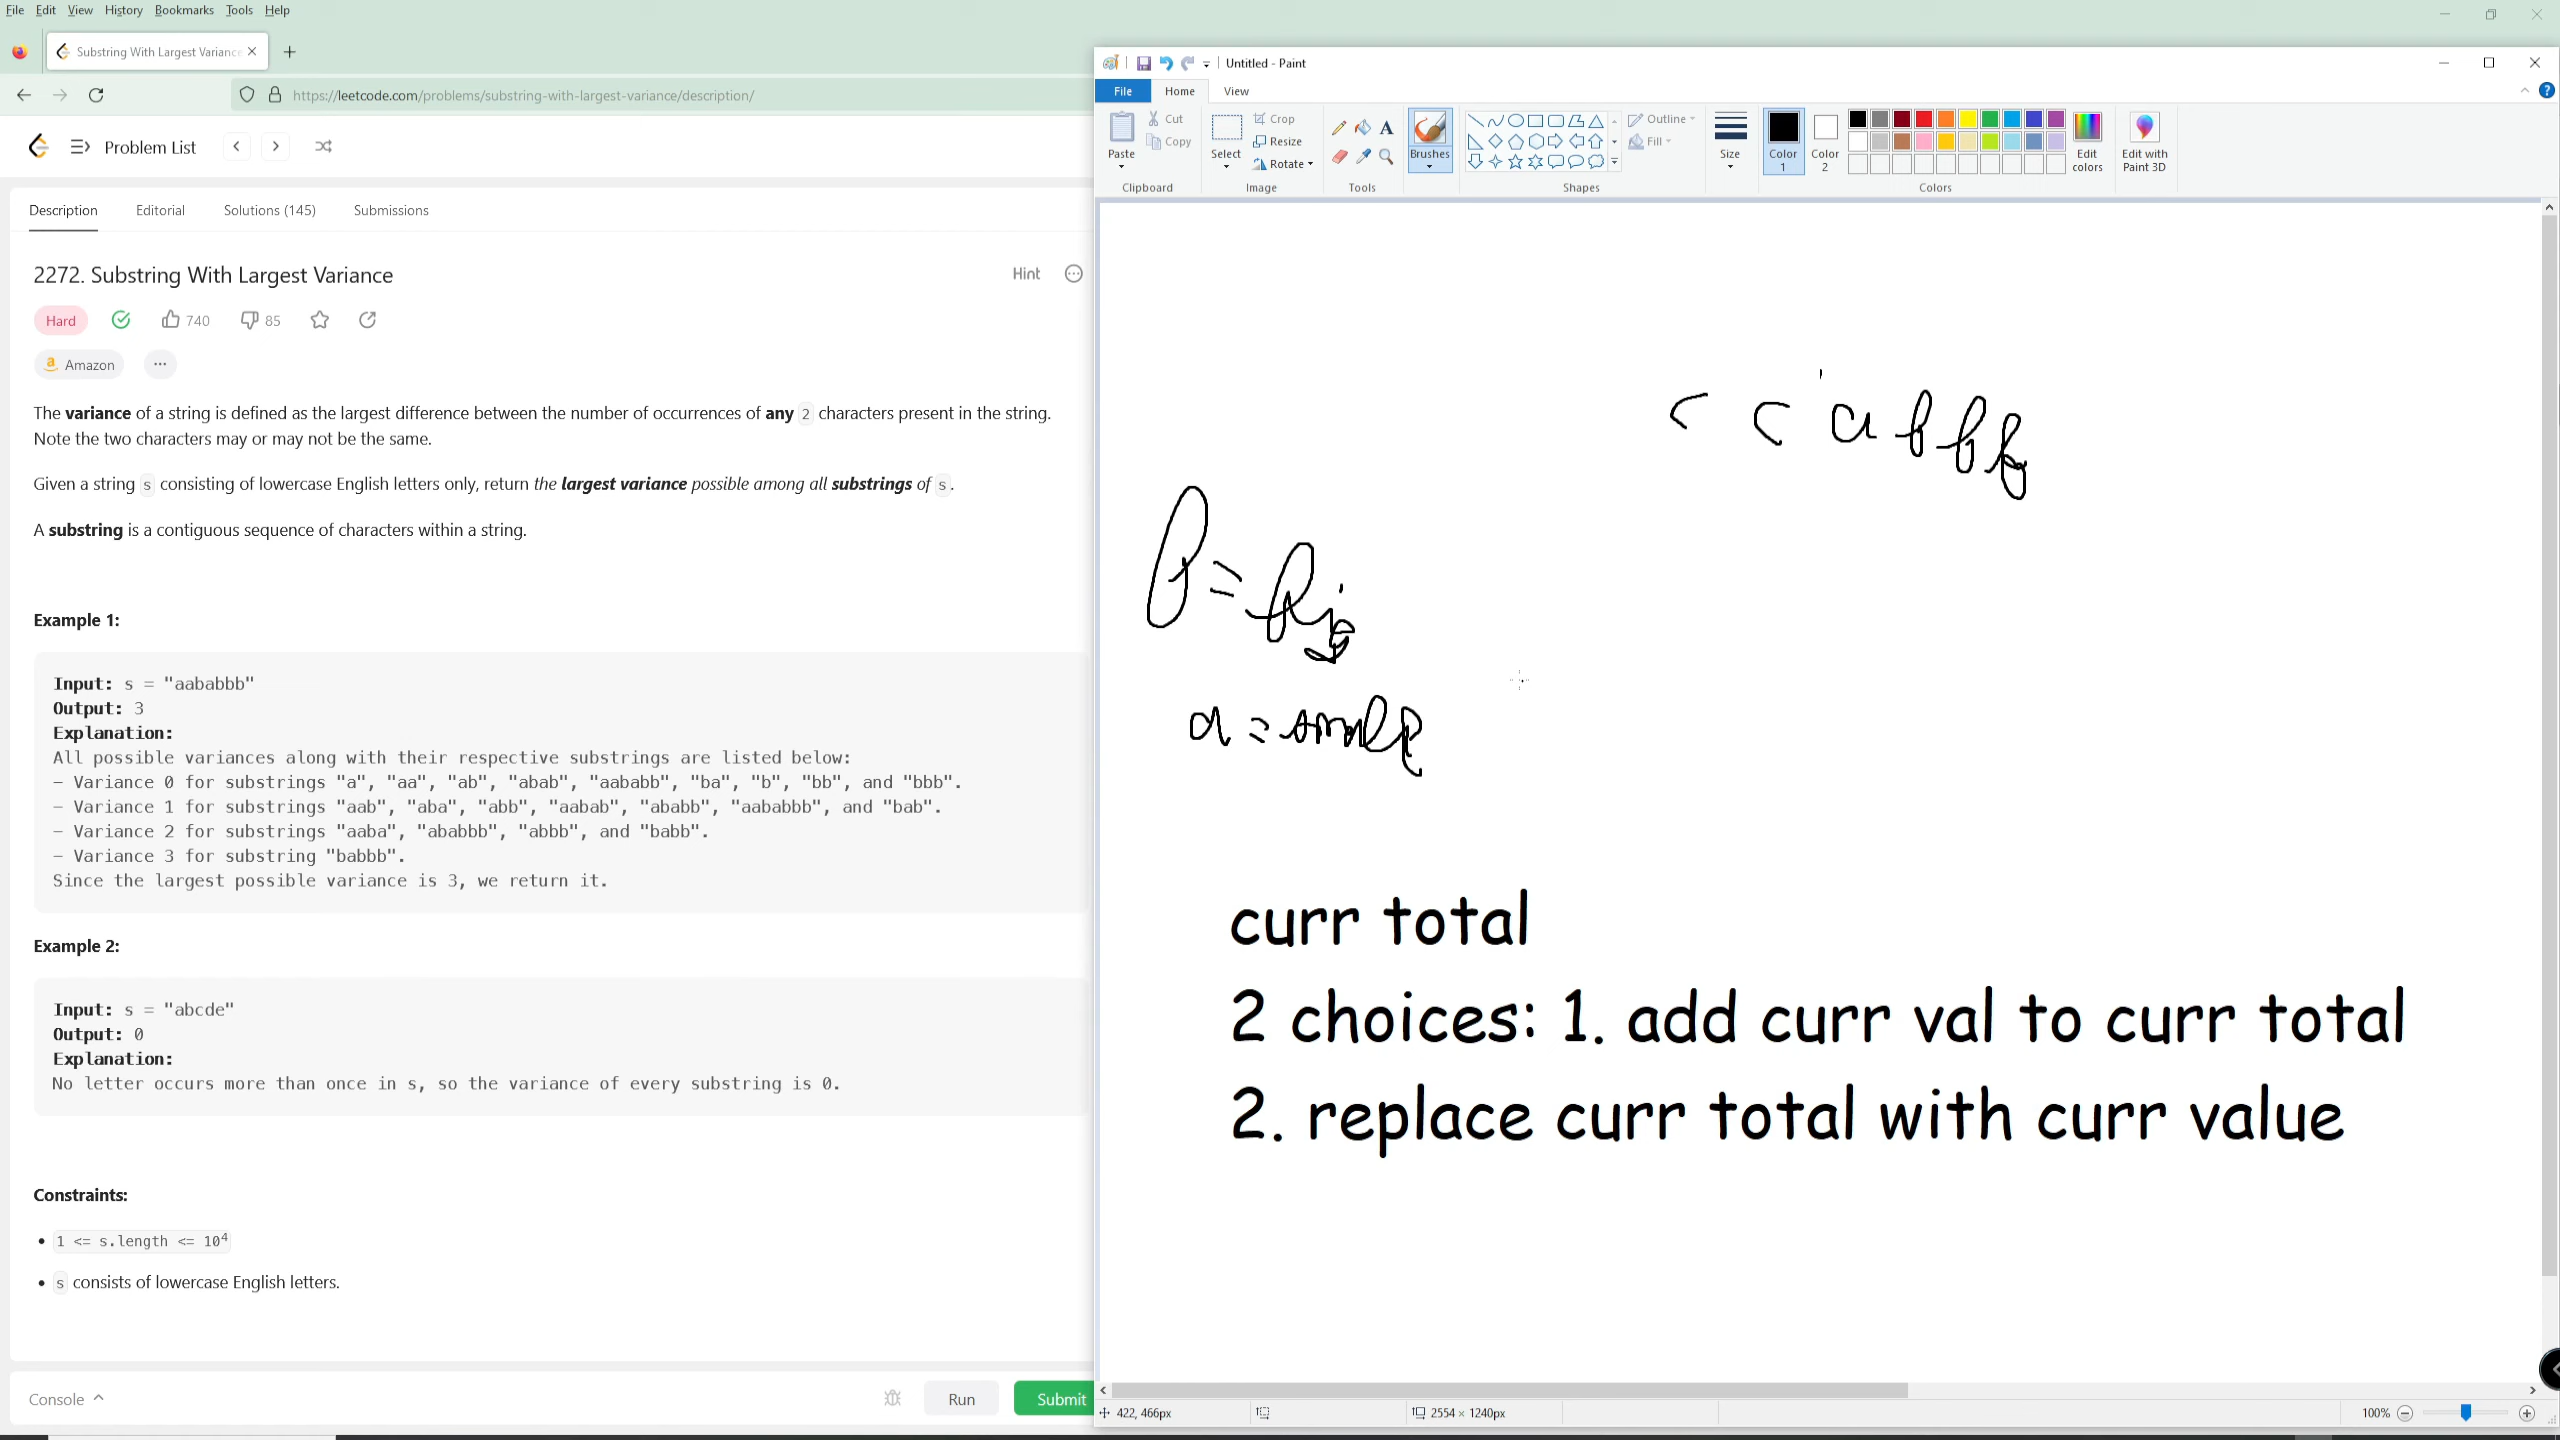 File Edit View History Bookmarks Tools Help
Substring With Largest Variance
https://leetcode.com/problems/substring-with-largest-variance/description/
Problem List
Description Editorial Solutions (145) Submissions
2272. Substring With Largest Variance
Hint
Hard 740 85
Amazon
The variance of a string is defined as the largest difference between the number of occurrences of any 2 characters present in the string.
Note the two characters may or may not be the same.
Given a string s consisting of lowercase English letters only, return the largest variance possible among all substrings of s.
A substring is a contiguous sequence of characters within a string.
Example 1:
Input: s = "aababbb"
Output: 3
Explanation:
All possible variances along with their respective substrings are listed below:
- Variance 0 for substrings "a", "aa", "ab", "abab", "aababb", "ba", "b", "bb", and "bbb".
- Variance 1 for substrings "aab", "aba", "abb", "aabab", "ababb", "aababbb", and "bab".
- Variance 2 for substrings "aaba", "ababbb", "abbb", and "babb".
- Variance 3 for substring "babbb".
Since the largest possible variance is 3, we return it.
Example 2:
Input: s = "abcde"
Output: 0
Explanation:
No letter occurs more than once in s, so the variance of every substring is 0.
Constraints:
1 <= s.length <= 10⁴
s consists of lowercase English letters.
Console Run Submit
Untitled - Paint
File Home View
Paste Cut Copy Clipboard
Select Crop Resize Rotate Image
Tools
Brushes
Outline Fill Shapes
Size
Color 1 Color 2 Edit colors Colors
Edit with Paint 3D
c c a b b b
curr total
2 choices: 1. add curr val to curr total
2. replace curr total with curr value
422, 466px
2554 × 1240px
100%